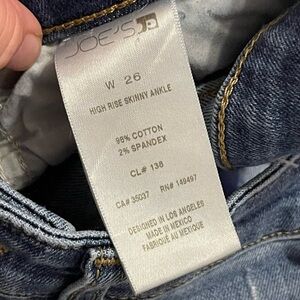 JOE'S
W 26
HIGH RISE SKINNY ANKLE
98% COTTON
2% SPANDEX
CL# 136
CA# 35037 RN# 149497
DESIGNED IN LOS ANGELES
MADE IN MEXICO
FABRIQUÉ AU MEXIQUE